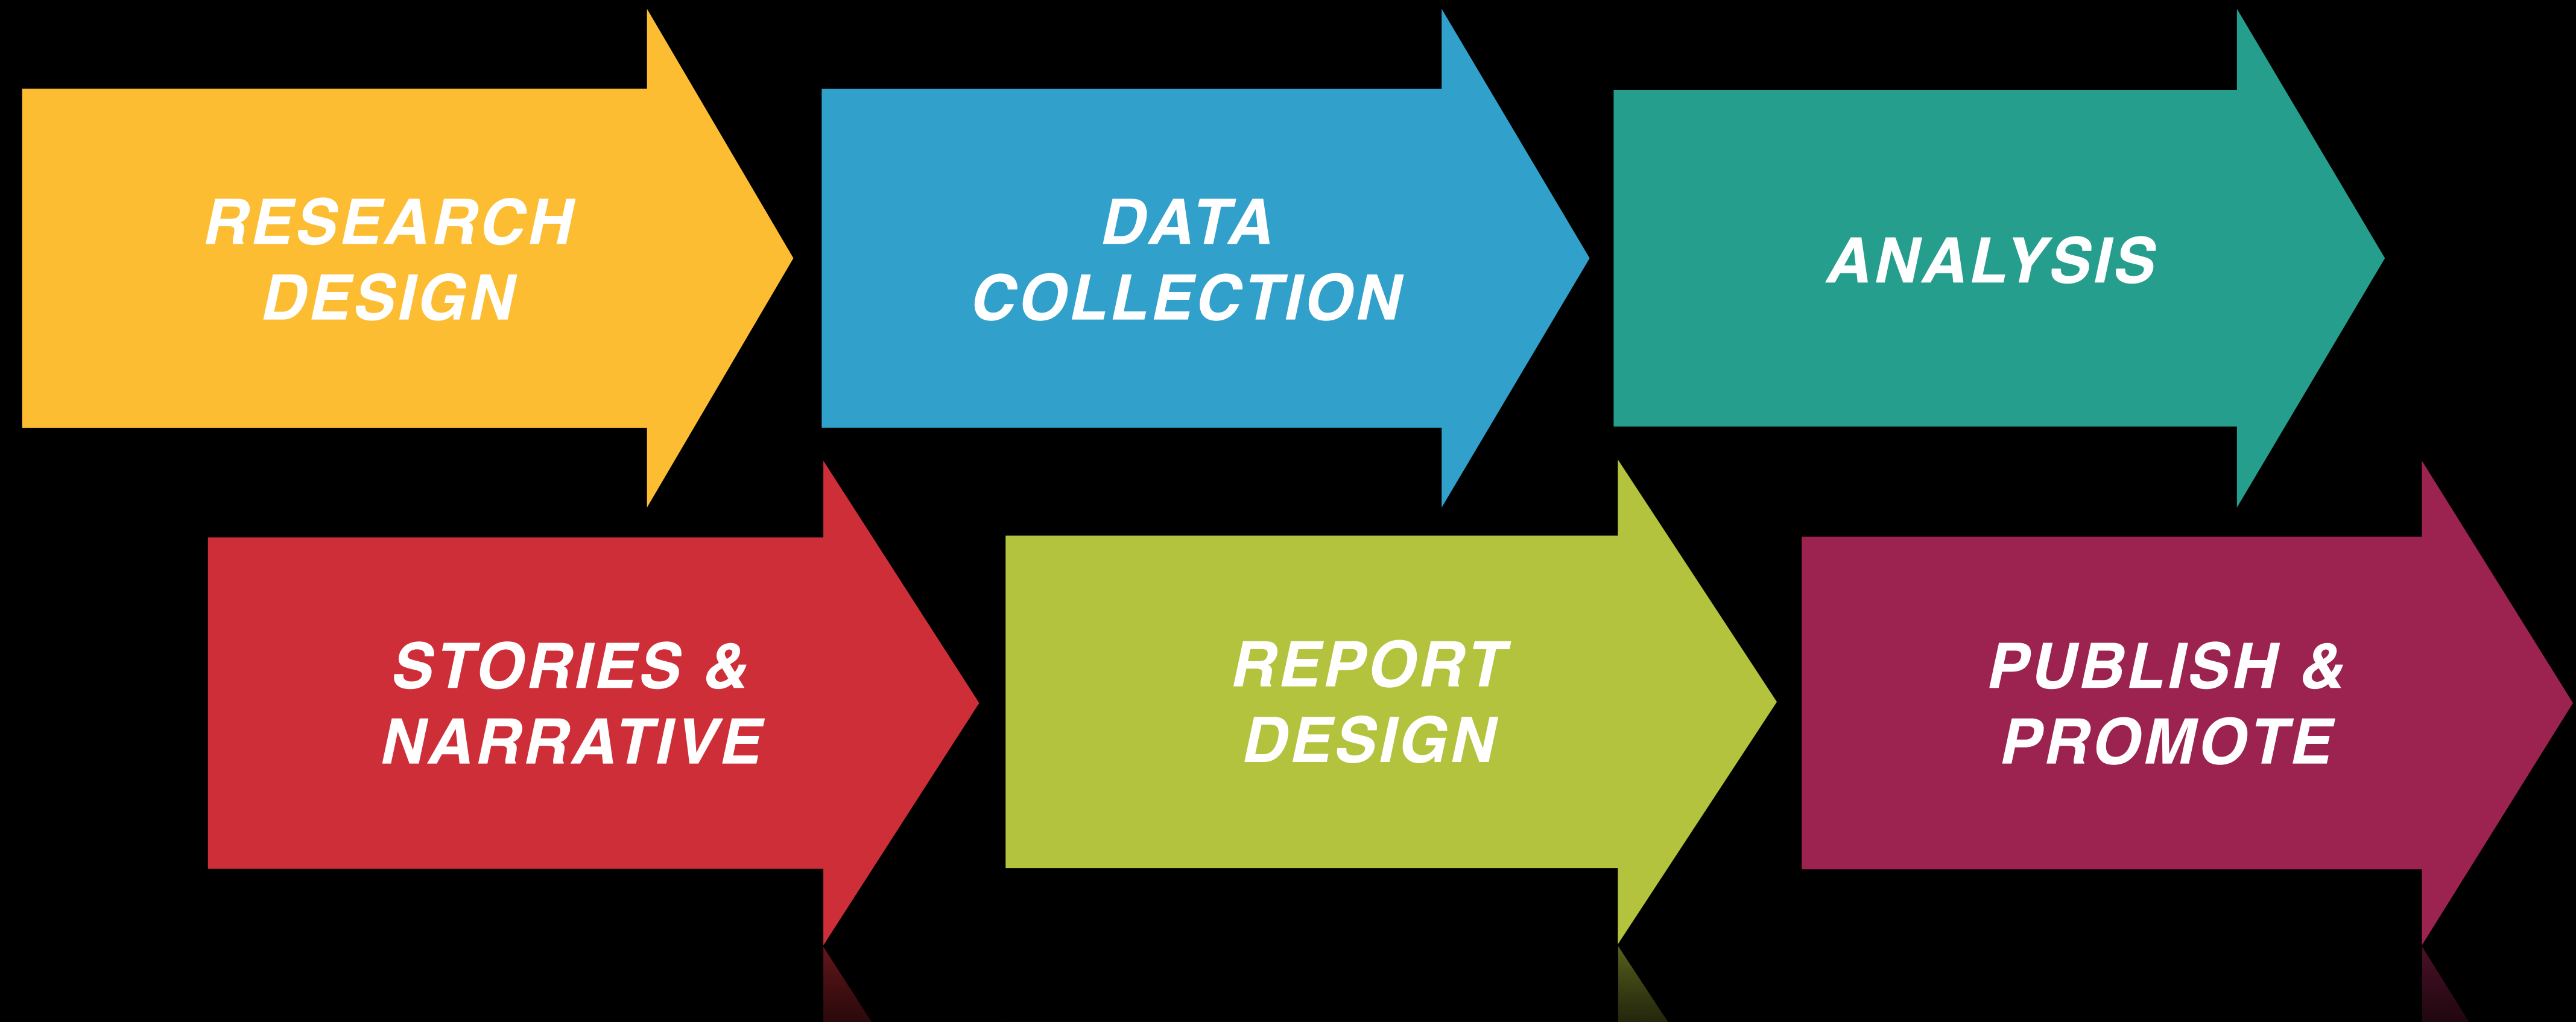 RESEARCH
DESIGN
DATA
COLLECTION
ANALYSIS
STORIES &
NARRATIVE
REPORT
DESIGN
PUBLISH &
PROMOTE